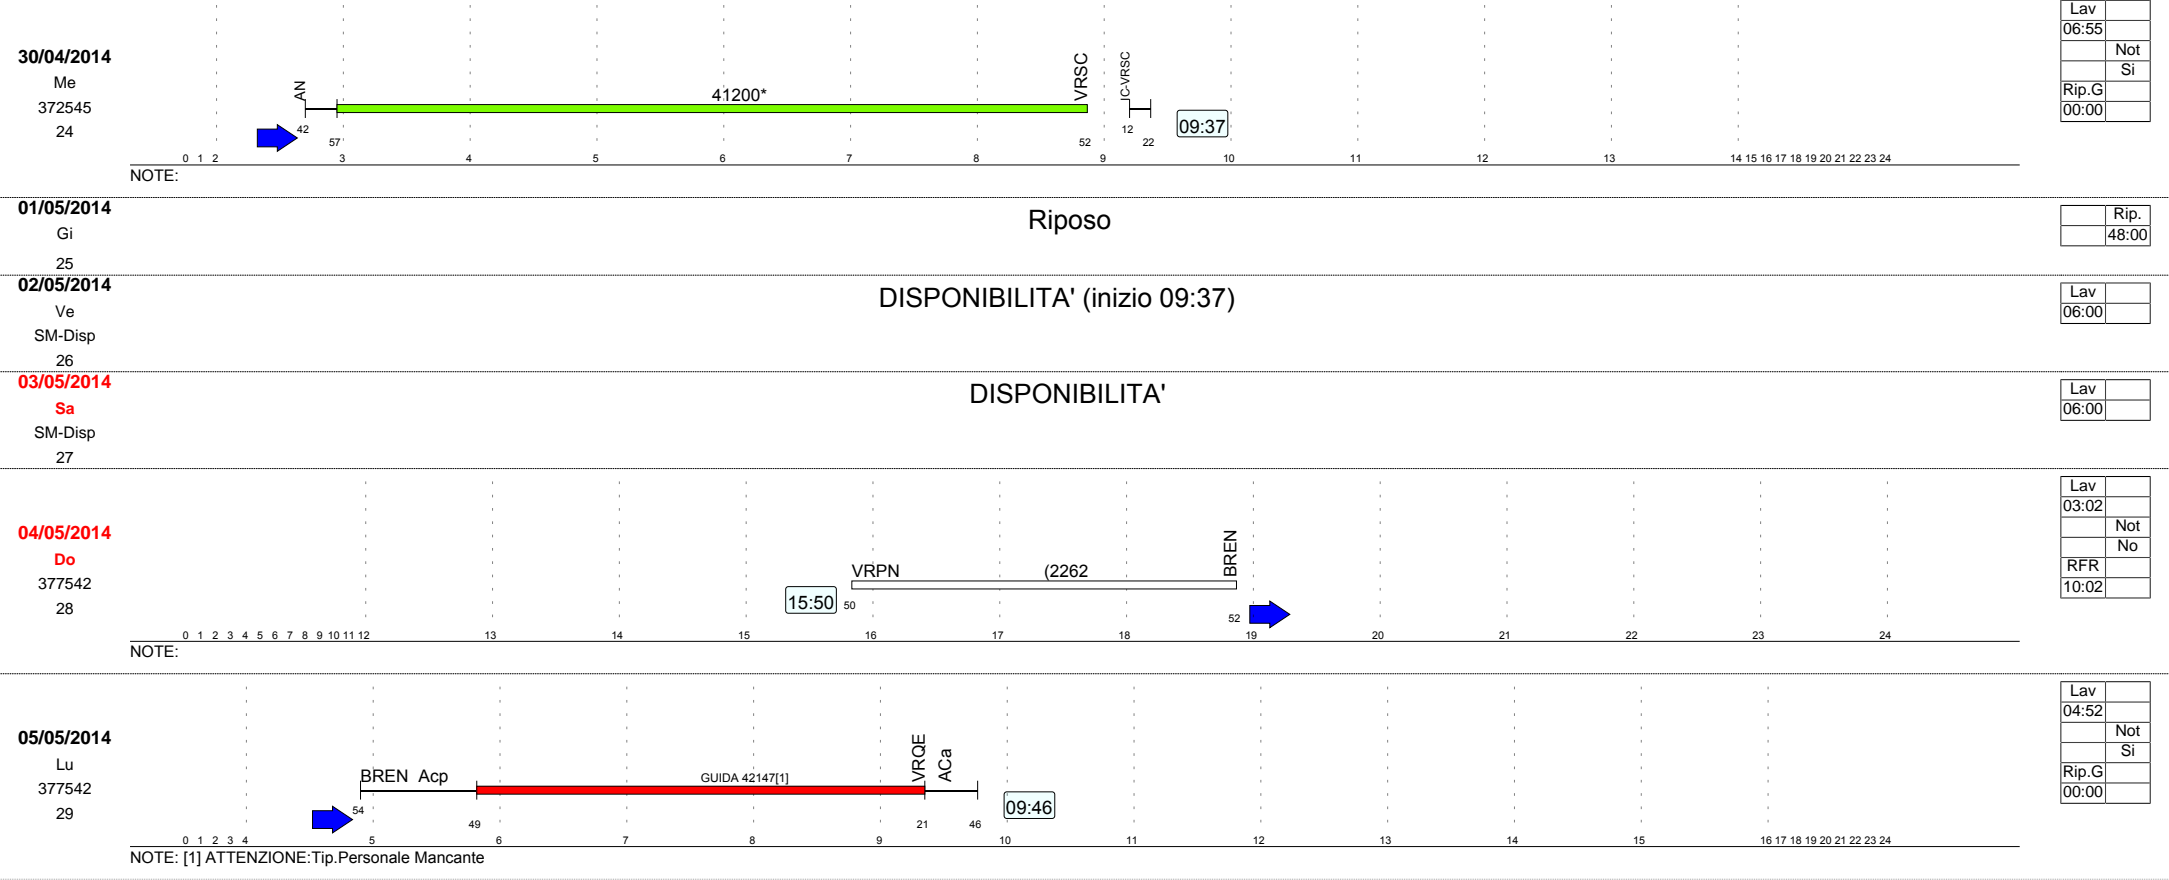 30/04/2014
Me
372545
24
AN
41200*
VRSC
IC-VRSC
42
57
52
12
22
09:37
0 1 2 3 4 5 6 7 8 9 10 11 12 13 14 15 16 17 18 19 20 21 22 23 24
NOTE:
Lav
06:55
Not
Si
Rip.G
00:00
01/05/2014
Gi
25
Riposo
Rip.
48:00
02/05/2014
Ve
SM-Disp
26
DISPONIBILITA' (inizio 09:37)
Lav
06:00
03/05/2014
Sa
SM-Disp
27
DISPONIBILITA'
Lav
06:00
04/05/2014
Do
377542
28
15:50
VRPN
(2262
BREN
50
52
0 1 2 3 4 5 6 7 8 9 10 11 12 13 14 15 16 17 18 19 20 21 22 23 24
NOTE:
Lav
03:02
Not
No
RFR
10:02
05/05/2014
Lu
377542
29
BREN Acp
GUIDA 42147[1]
VRQE
ACa
54
49
21
46
09:46
0 1 2 3 4 5 6 7 8 9 10 11 12 13 14 15 16 17 18 19 20 21 22 23 24
NOTE: [1] ATTENZIONE:Tip.Personale Mancante
Lav
04:52
Not
Si
Rip.G
00:00